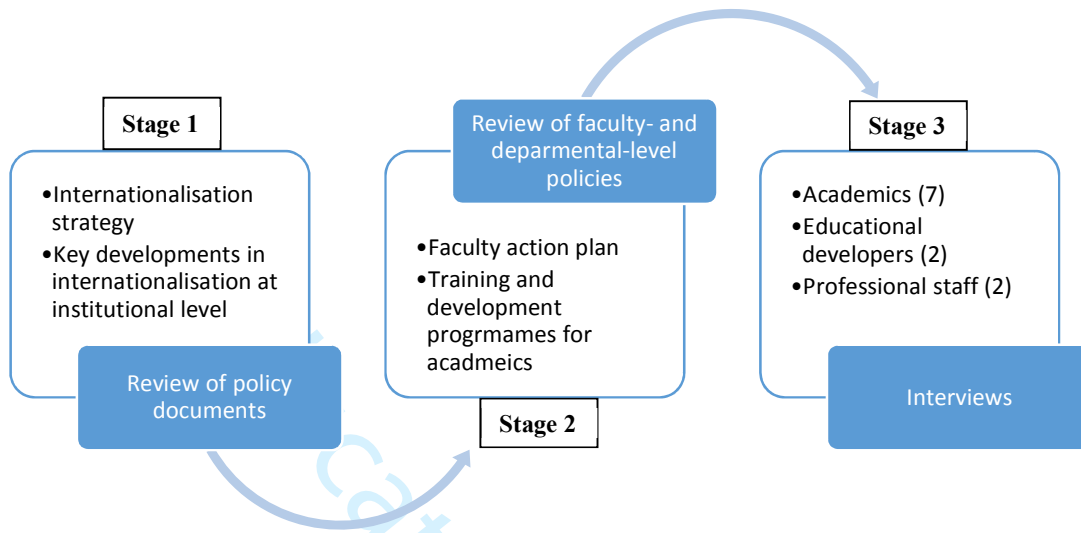 Stage 1
•Internationalisation
strategy
•Key developments in
internationalisation at
institutional level
Review of policy
documents
Review of faculty- and
deparmental-level
policies
•Faculty action plan
•Training and
development
progrmames for
acadmeics
Stage 2
Stage 3
•Academics (7)
•Educational
developers (2)
•Professional staff (2)
Interviews